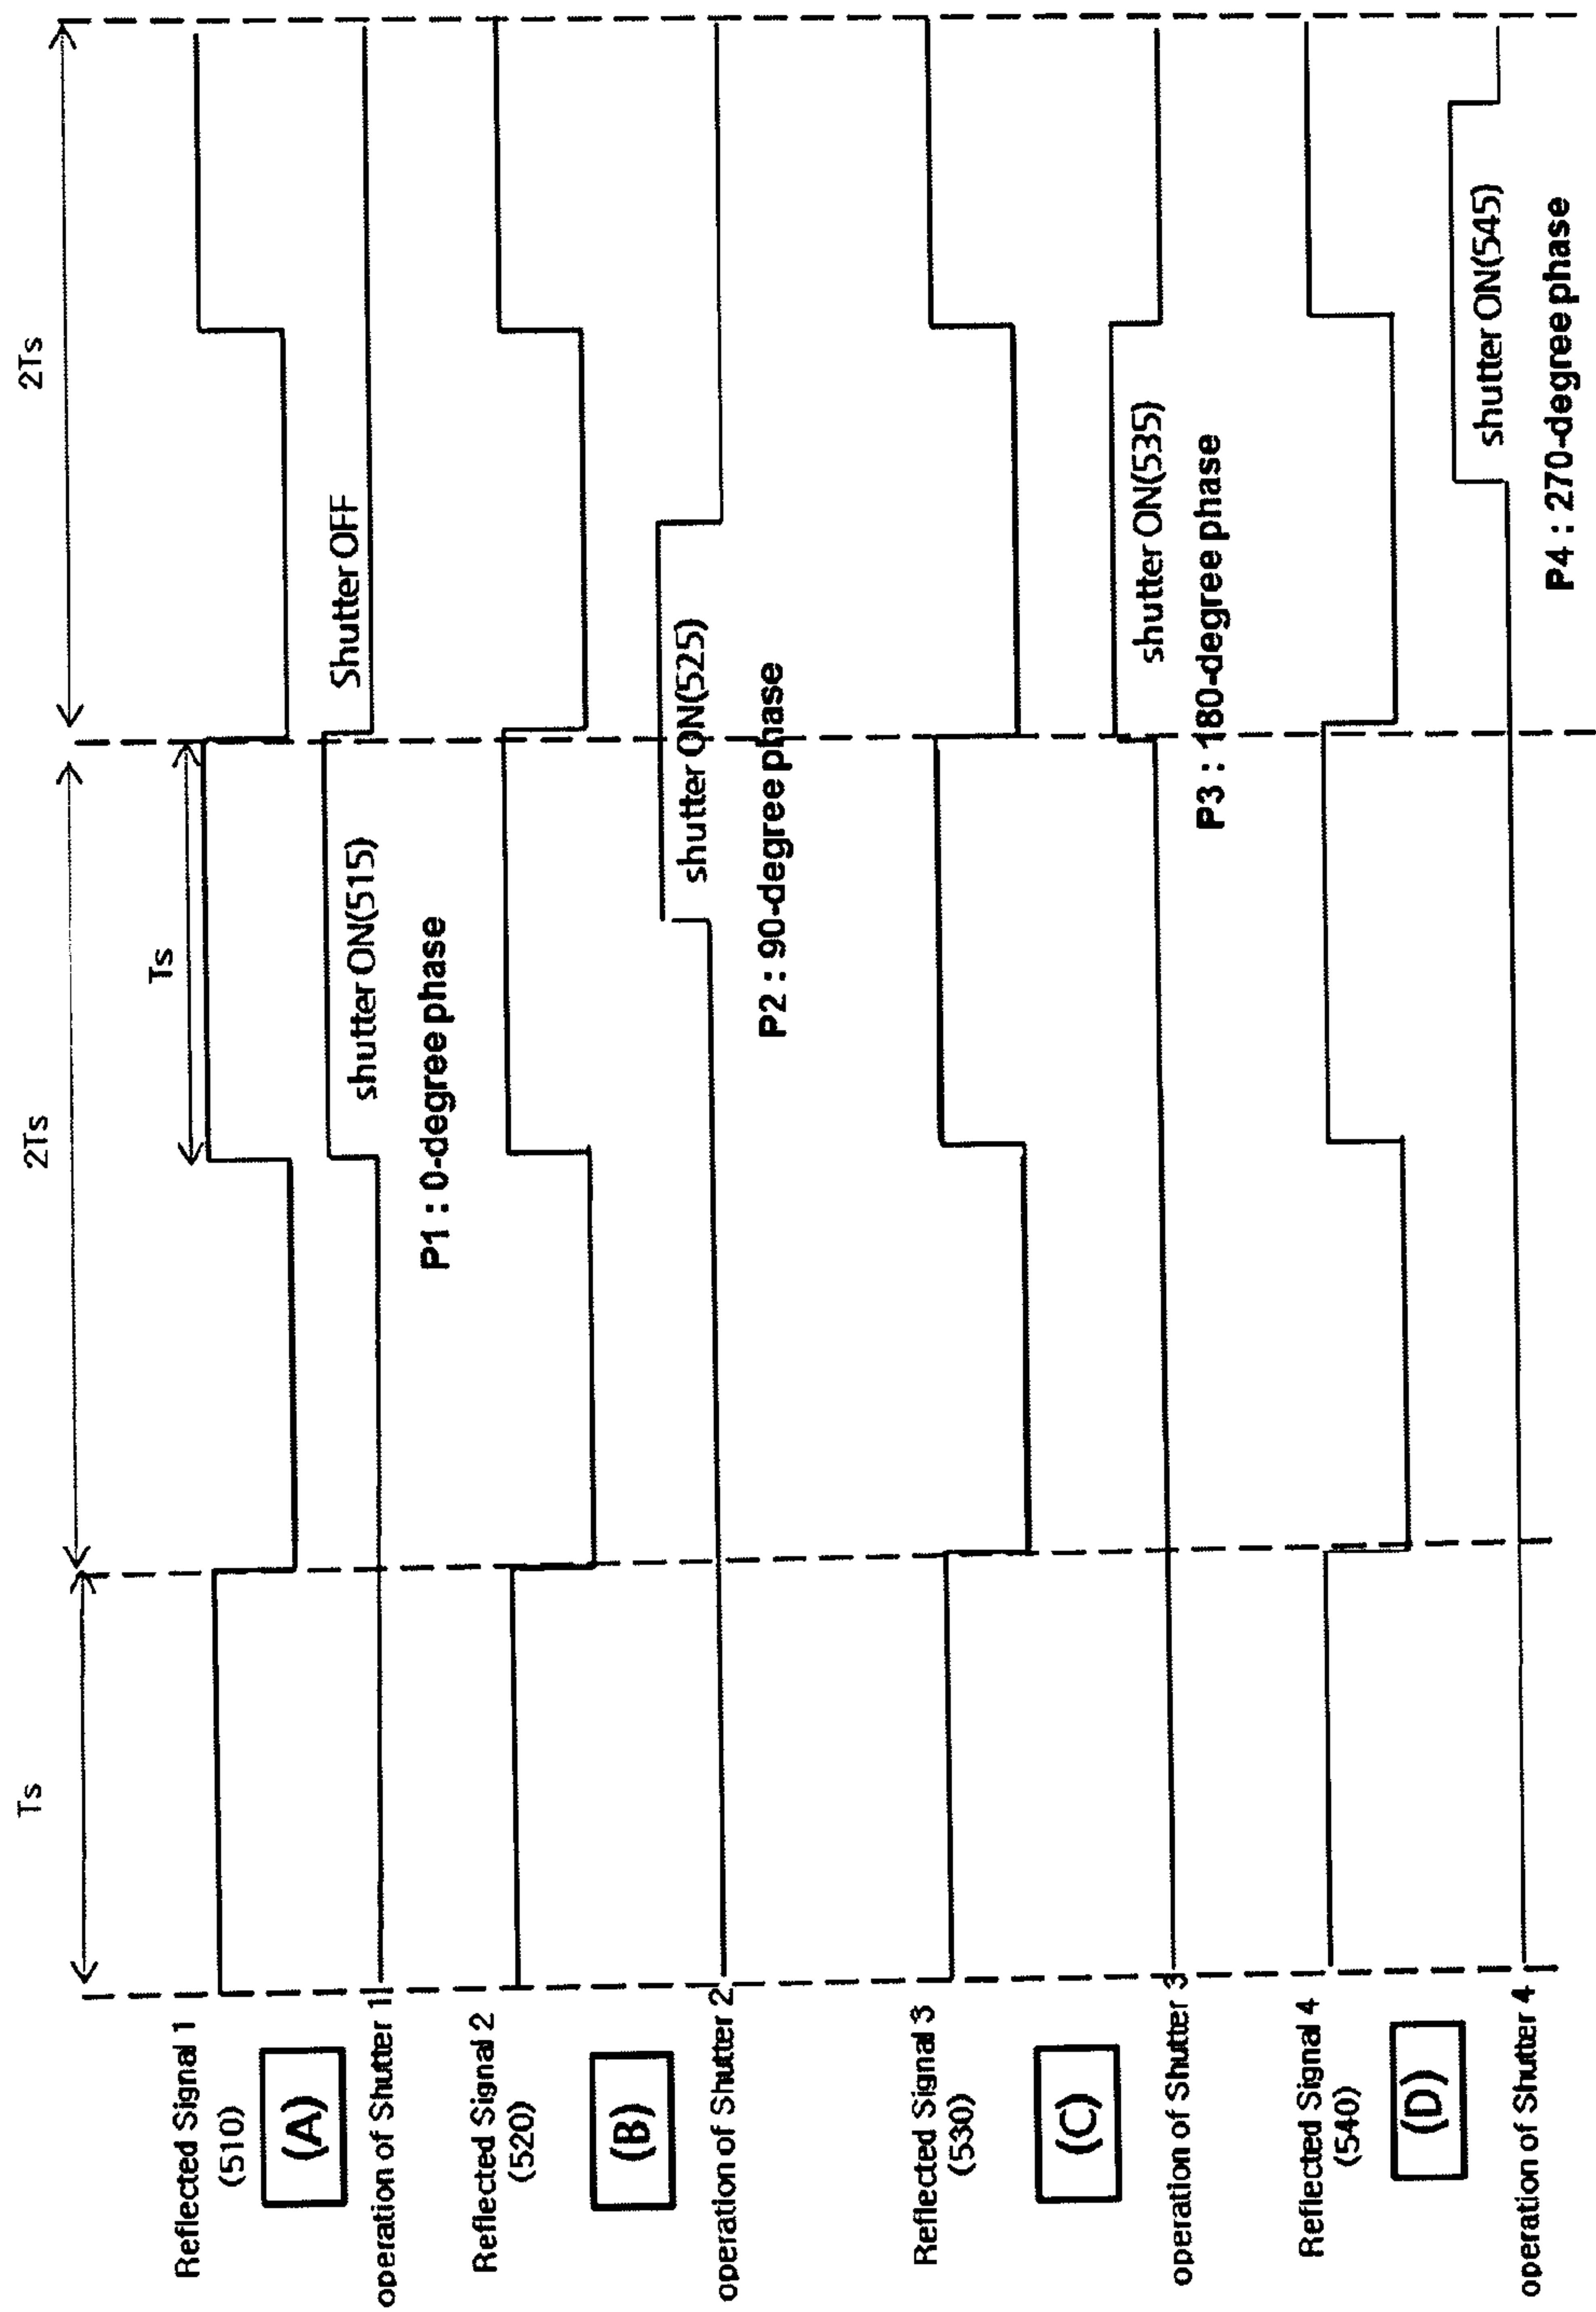 Ts
2Ts
2Ts
Ts
Reflected Signal 1
(510)
(A)
operation of Shutter 1
shutter ON(515)
Shutter OFF
P1 : 0-degree phase
Reflected Signal 2
(520)
(B)
operation of Shutter 2
shutter ON(525)
P2 : 90-degree phase
Reflected Signal 3
(530)
(C)
operation of Shutter 3
shutter ON(535)
P3 : 180-degree phase
Reflected Signal 4
(540)
(D)
operation of Shutter 4
shutter ON(545)
P4 : 270-degree phase